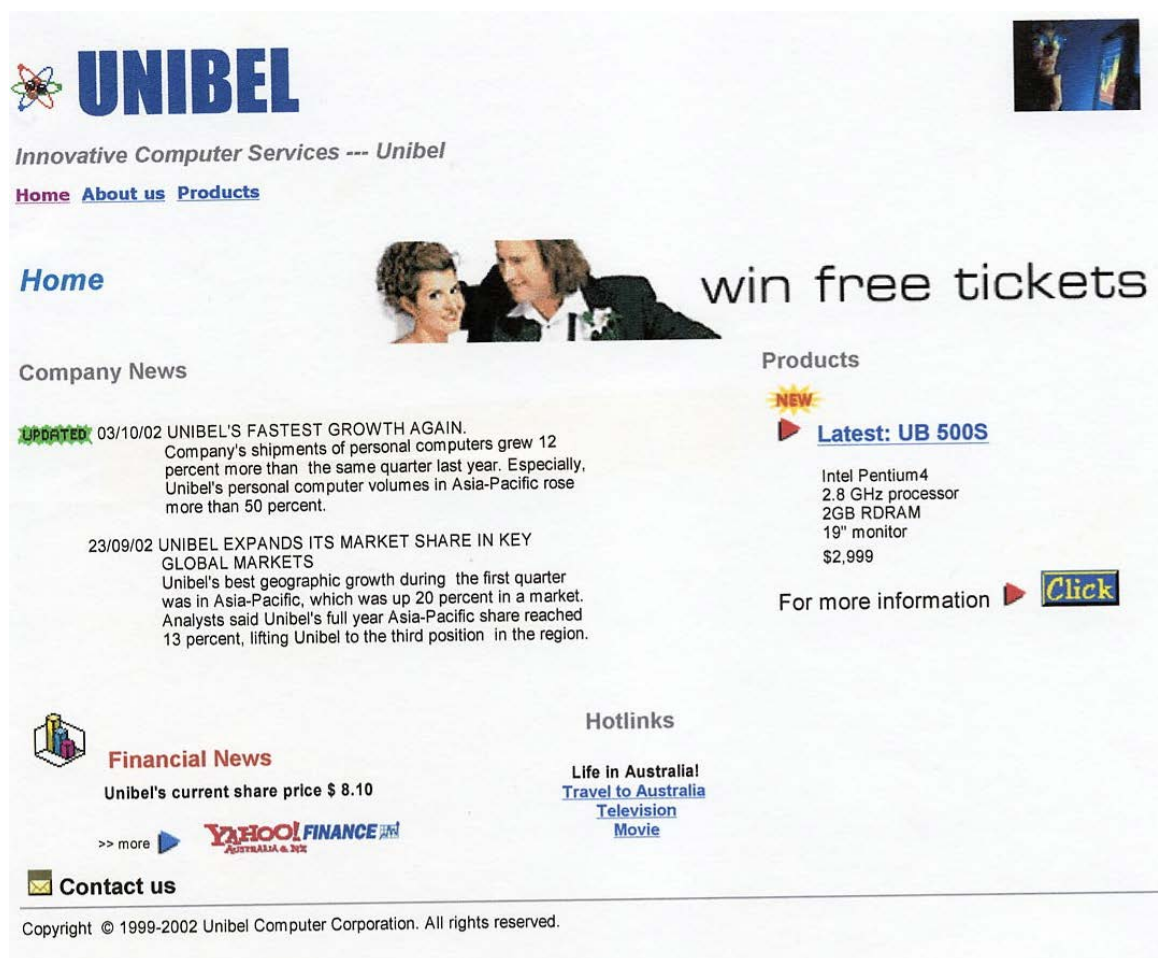 UNIBEL
Innovative Computer Services --- Unibel
Home About us Products
Home
win free tickets
Company News
UPDATED 03/10/02 UNIBEL'S FASTEST GROWTH AGAIN.
Company's shipments of personal computers grew 12
percent more than the same quarter last year. Especially,
Unibel's personal computer volumes in Asia-Pacific rose
more than 50 percent.
23/09/02 UNIBEL EXPANDS ITS MARKET SHARE IN KEY
GLOBAL MARKETS
Unibel's best geographic growth during the first quarter
was in Asia-Pacific, which was up 20 percent in a market.
Analysts said Unibel's full year Asia-Pacific share reached
13 percent, lifting Unibel to the third position in the region.
Products
NEW
Latest: UB 500S
Intel Pentium4
2.8 GHz processor
2GB RDRAM
19" monitor
$2,999
For more information Click
Financial News
Unibel's current share price $ 8.10
>> more YAHOO! FINANCE
AUSTRALIA & NZ
Hotlinks
Life in Australia!
Travel to Australia
Television
Movie
Contact us
Copyright © 1999-2002 Unibel Computer Corporation. All rights reserved.